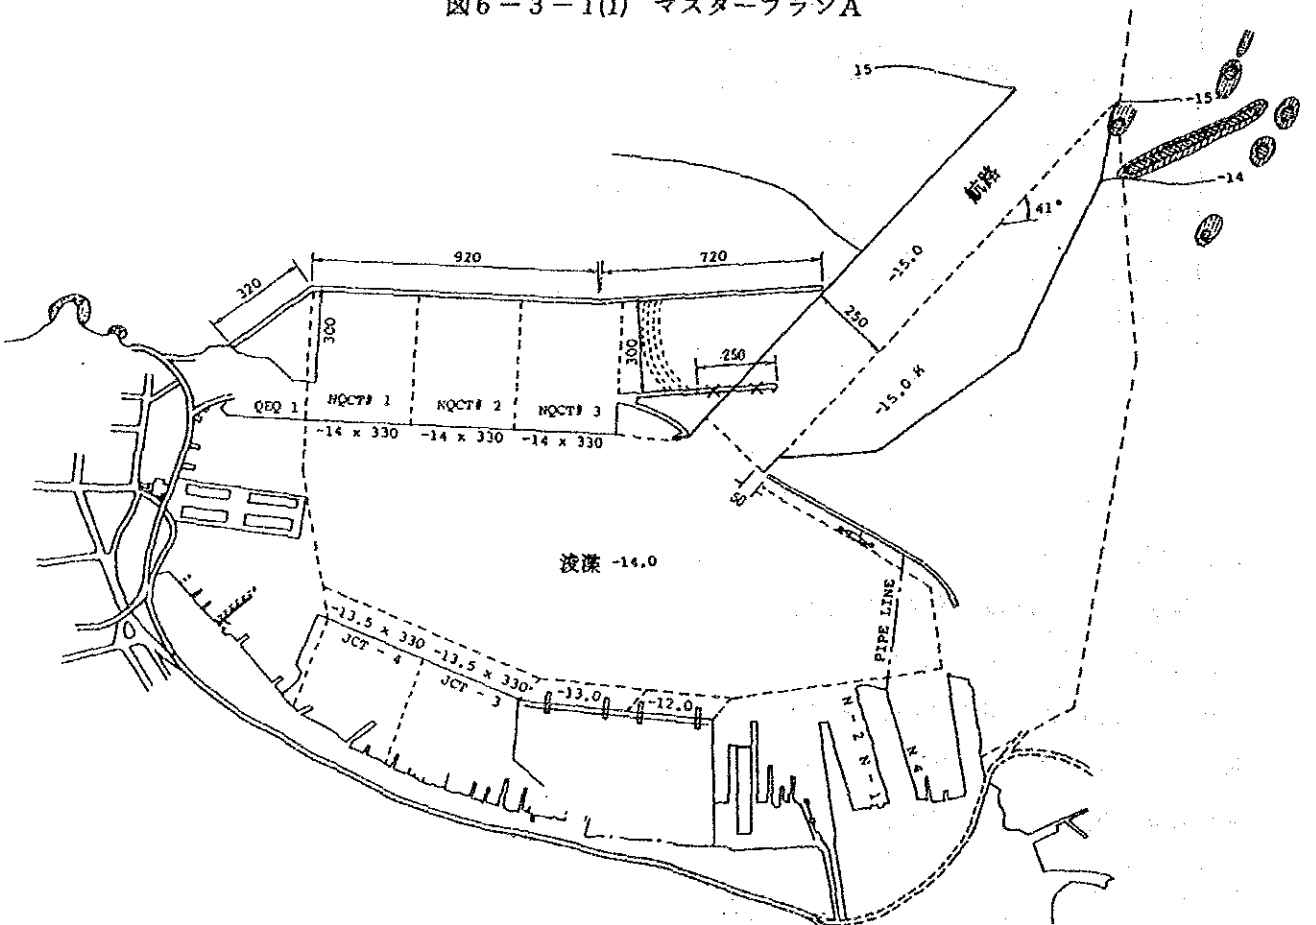 図6-3-1(1) マスタープランA
15
-15
-14
航路
41°
-15.0
920
720
320
250
300
300
250
-15.0 M
QEQ 1
NQCT# 1
NQCT# 2
NQCT# 3
-14 x 330
-14 x 330
-14 x 330
50
浚渫 -14.0
PIPE LINE
-13.5 x 330
-13.5 x 330
JCT - 4
JCT - 3
-13.0
-12.0
N - 2
N - 1
N 4